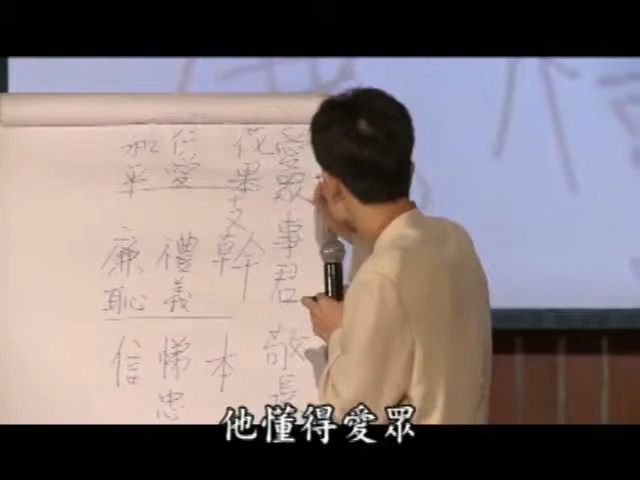 愛眾 事君 敬長
花果 支幹 本
仁愛 禮義 悌忠
和平 廉恥 信
他懂得愛眾